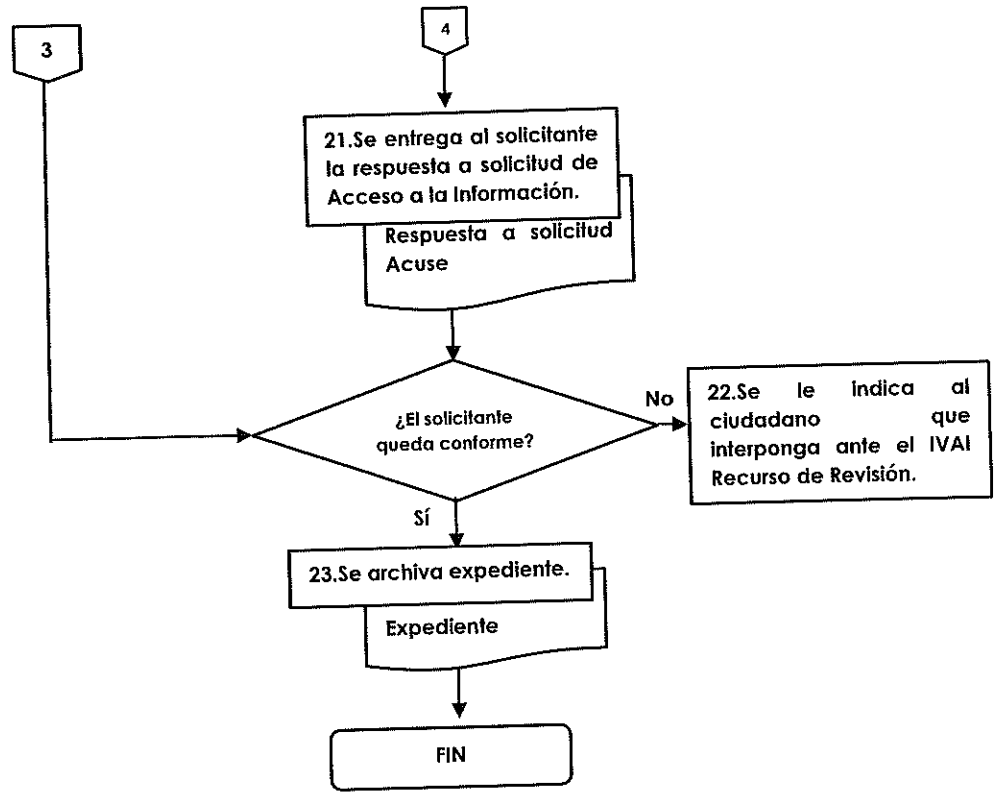 3
4
21.Se entrega al solicitante
la respuesta a solicitud de
Acceso a la Información.
Respuesta a solicitud
Acuse
¿El solicitante
queda conforme?
No
22.Se le indica al
ciudadano que
interponga ante el IVAI
Recurso de Revisión.
Sí
23.Se archiva expediente.
Expediente
FIN